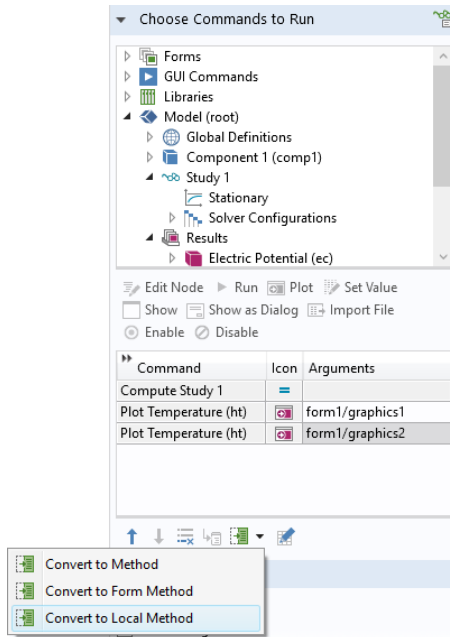 Choose Commands to Run
Forms
GUI Commands
Libraries
Model (root)
Global Definitions
Component 1 (comp1)
Study 1
Stationary
Solver Configurations
Results
Electric Potential (ec)
Edit Node Run Plot Set Value
Show Show as Dialog Import File
Enable Disable
Command Icon Arguments
Compute Study 1 =
Plot Temperature (ht) form1/graphics1
Plot Temperature (ht) form1/graphics2
Convert to Method
Convert to Form Method
Convert to Local Method